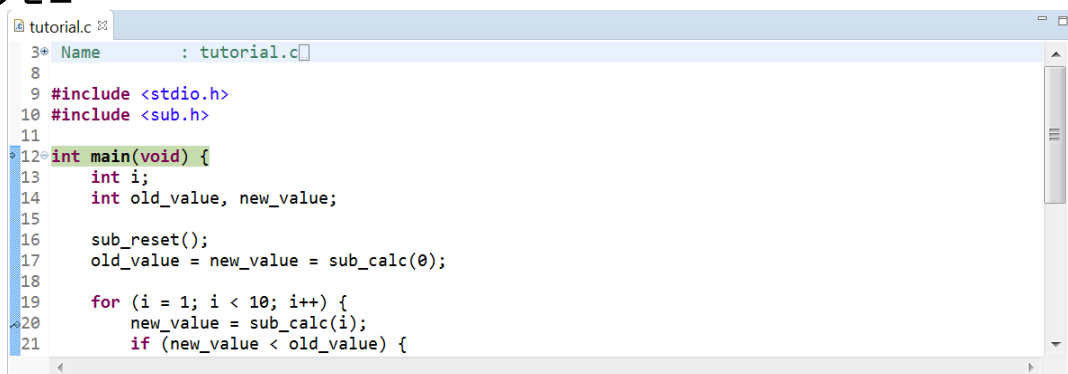 tutorial.c
3 Name : tutorial.c
8
9 #include <stdio.h>
10 #include <sub.h>
11
12 int main(void) {
13 int i;
14 int old_value, new_value;
15
16 sub_reset();
17 old_value = new_value = sub_calc(0);
18
19 for (i = 1; i < 10; i++) {
20 new_value = sub_calc(i);
21 if (new_value < old_value) {